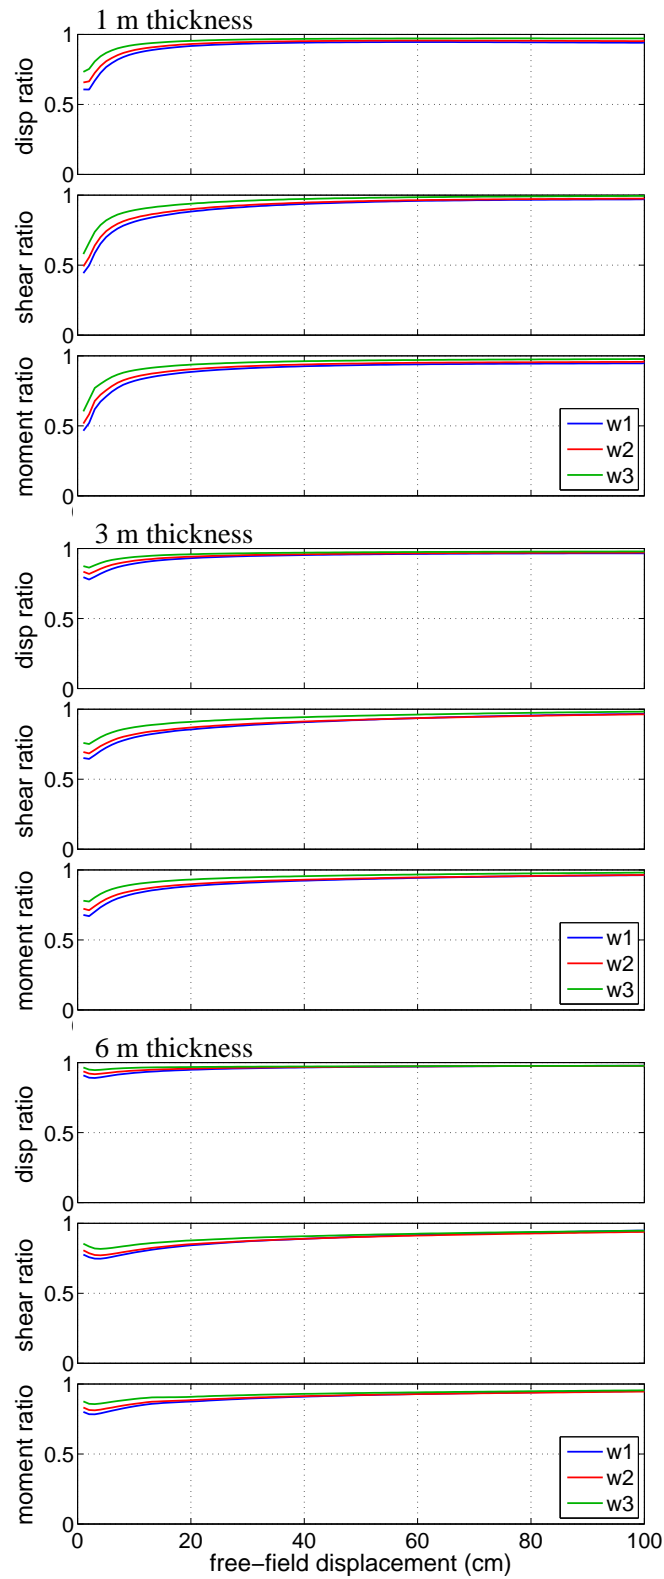 1 m thickness
1
0.5
0
disp ratio
1
0.5
0
shear ratio
1
0.5
0
moment ratio
w1
w2
w3
3 m thickness
1
0.5
0
disp ratio
1
0.5
0
shear ratio
1
0.5
0
moment ratio
w1
w2
w3
6 m thickness
1
0.5
0
disp ratio
1
0.5
0
shear ratio
1
0.5
0
moment ratio
w1
w2
w3
0 20 40 60 80 100
free-field displacement (cm)